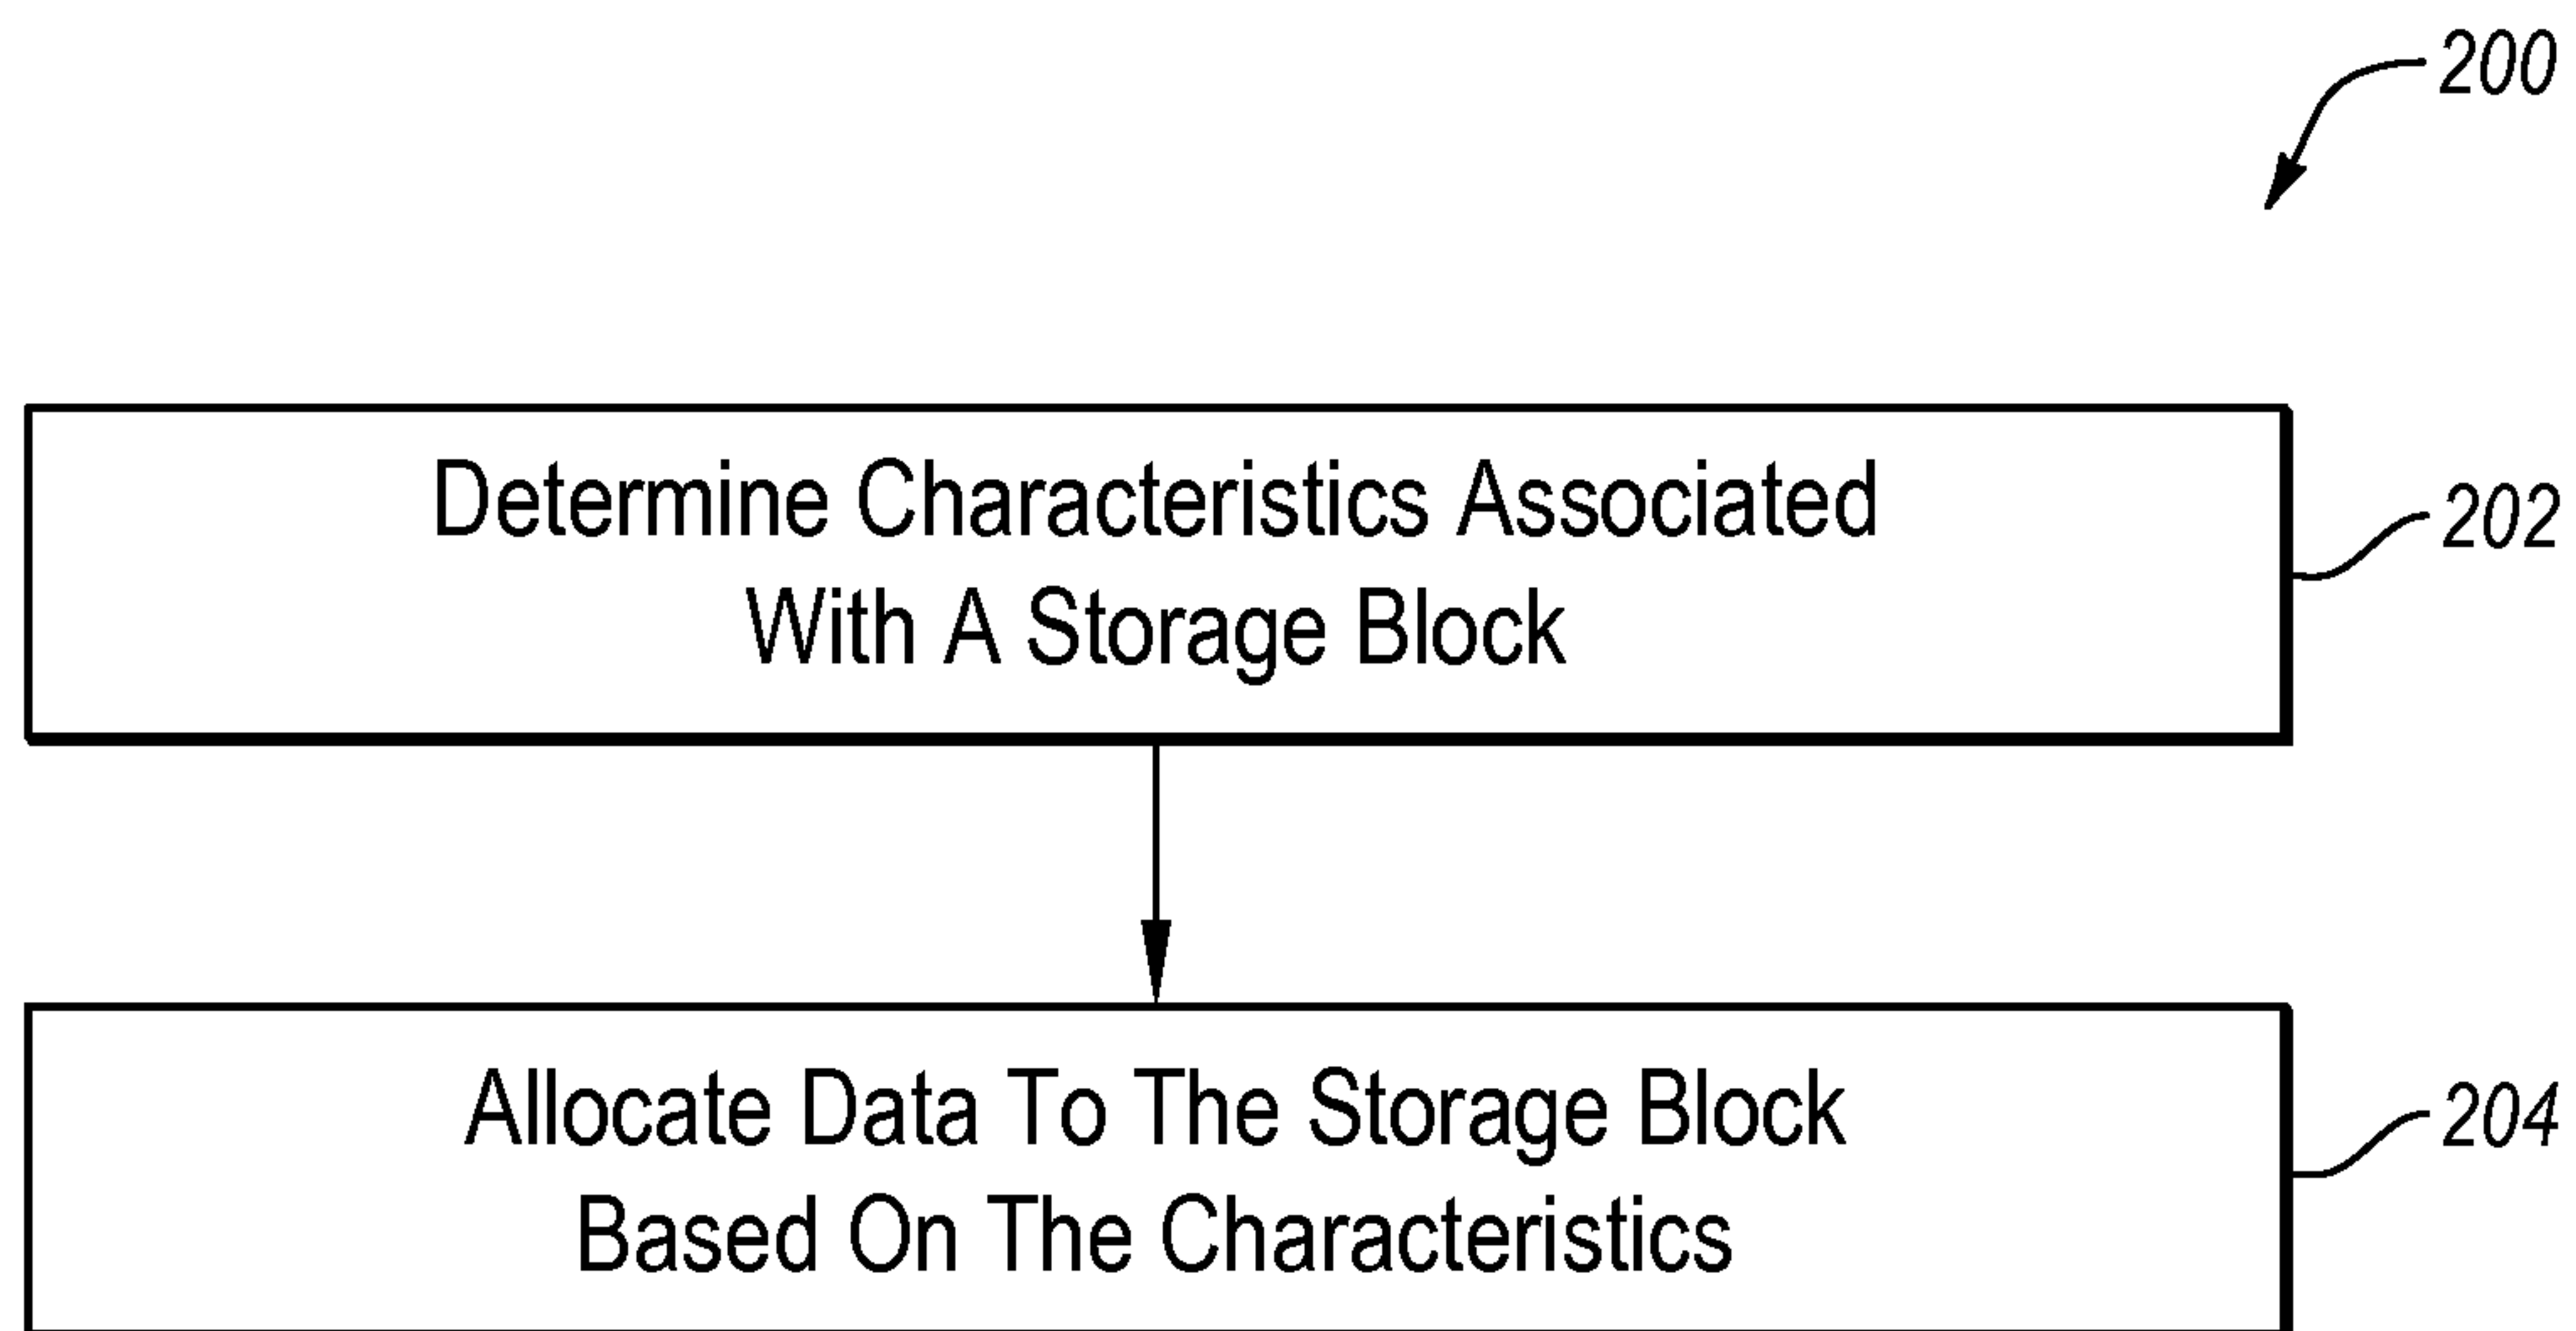 200
Determine Characteristics Associated
With A Storage Block
202
Allocate Data To The Storage Block
Based On The Characteristics
204